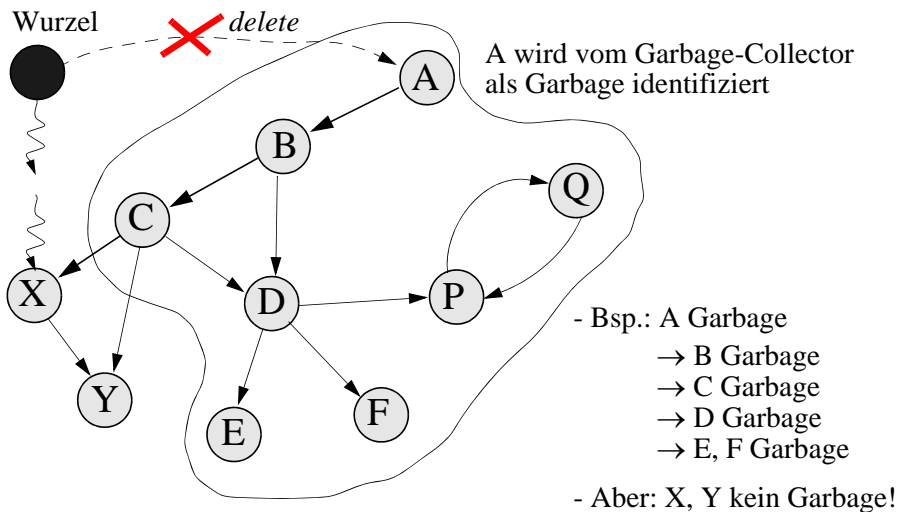 Wurzel
delete
A wird vom Garbage-Collector
als Garbage identifiziert
A
B
Q
C
X
D
P
Y
E
F
- Bsp.: A Garbage
→ B Garbage
→ C Garbage
→ D Garbage
→ E, F Garbage
- Aber: X, Y kein Garbage!